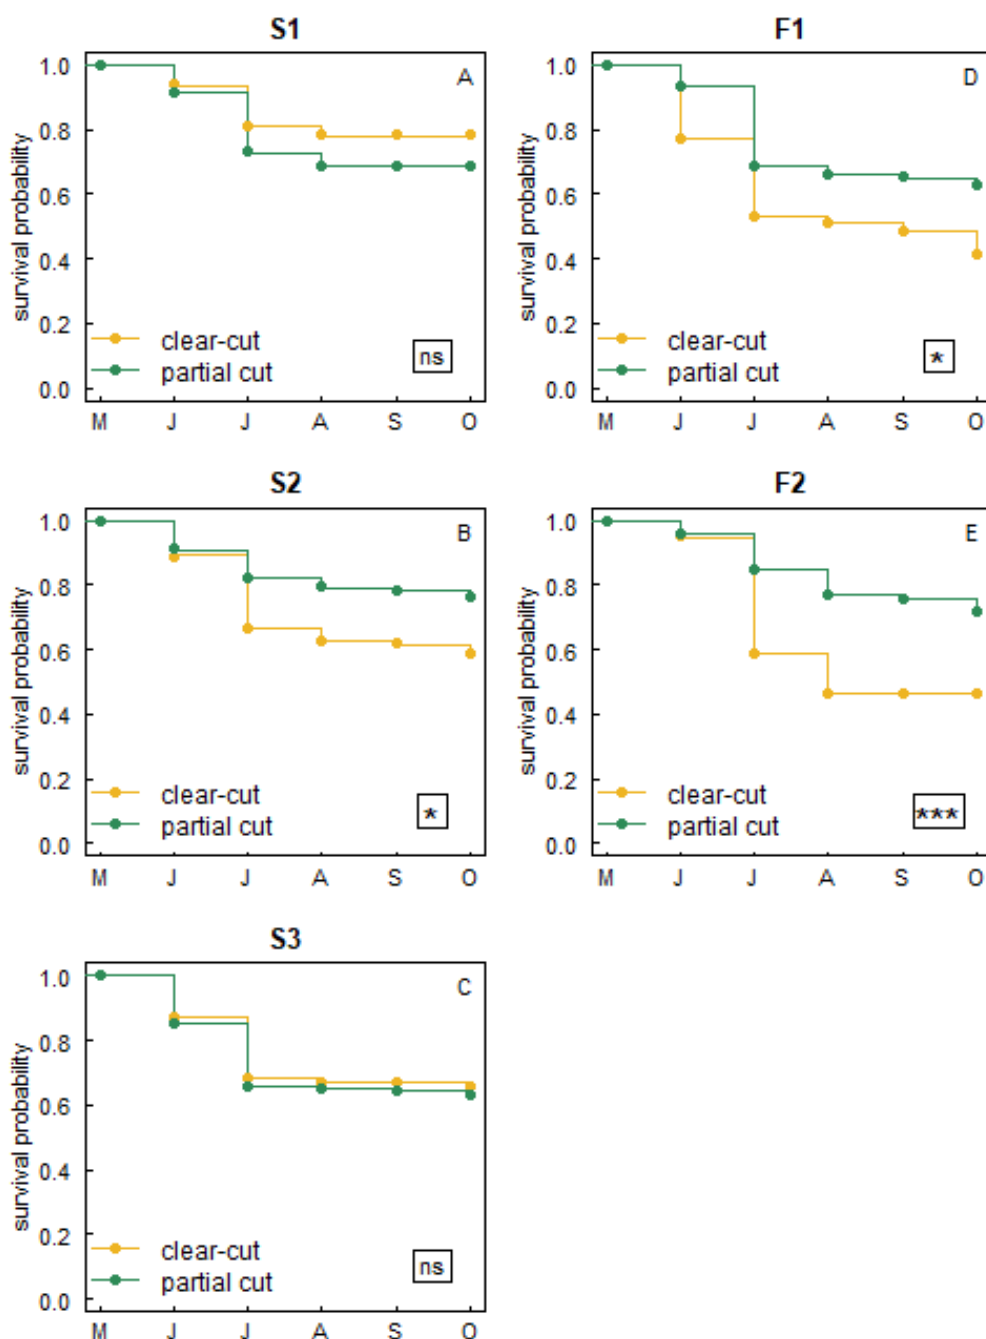 S1
A
survival probability
1.0
0.8
0.6
0.4
0.2
0.0
clear-cut
partial cut
ns
M J J A S O
F1
D
survival probability
1.0
0.8
0.6
0.4
0.2
0.0
clear-cut
partial cut
*
M J J A S O
S2
B
survival probability
1.0
0.8
0.6
0.4
0.2
0.0
clear-cut
partial cut
*
M J J A S O
F2
E
survival probability
1.0
0.8
0.6
0.4
0.2
0.0
clear-cut
partial cut
***
M J J A S O
S3
C
survival probability
1.0
0.8
0.6
0.4
0.2
0.0
clear-cut
partial cut
ns
M J J A S O